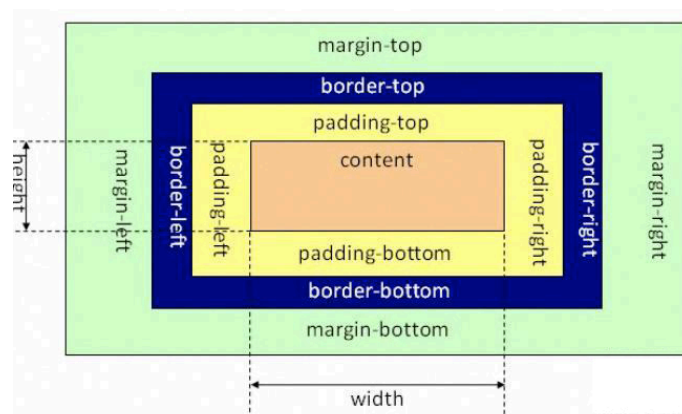 margin-top
border-top
padding-top
content
height
margin-left
border-left
padding-left
padding-right
border-right
margin-right
padding-bottom
border-bottom
margin-bottom
width